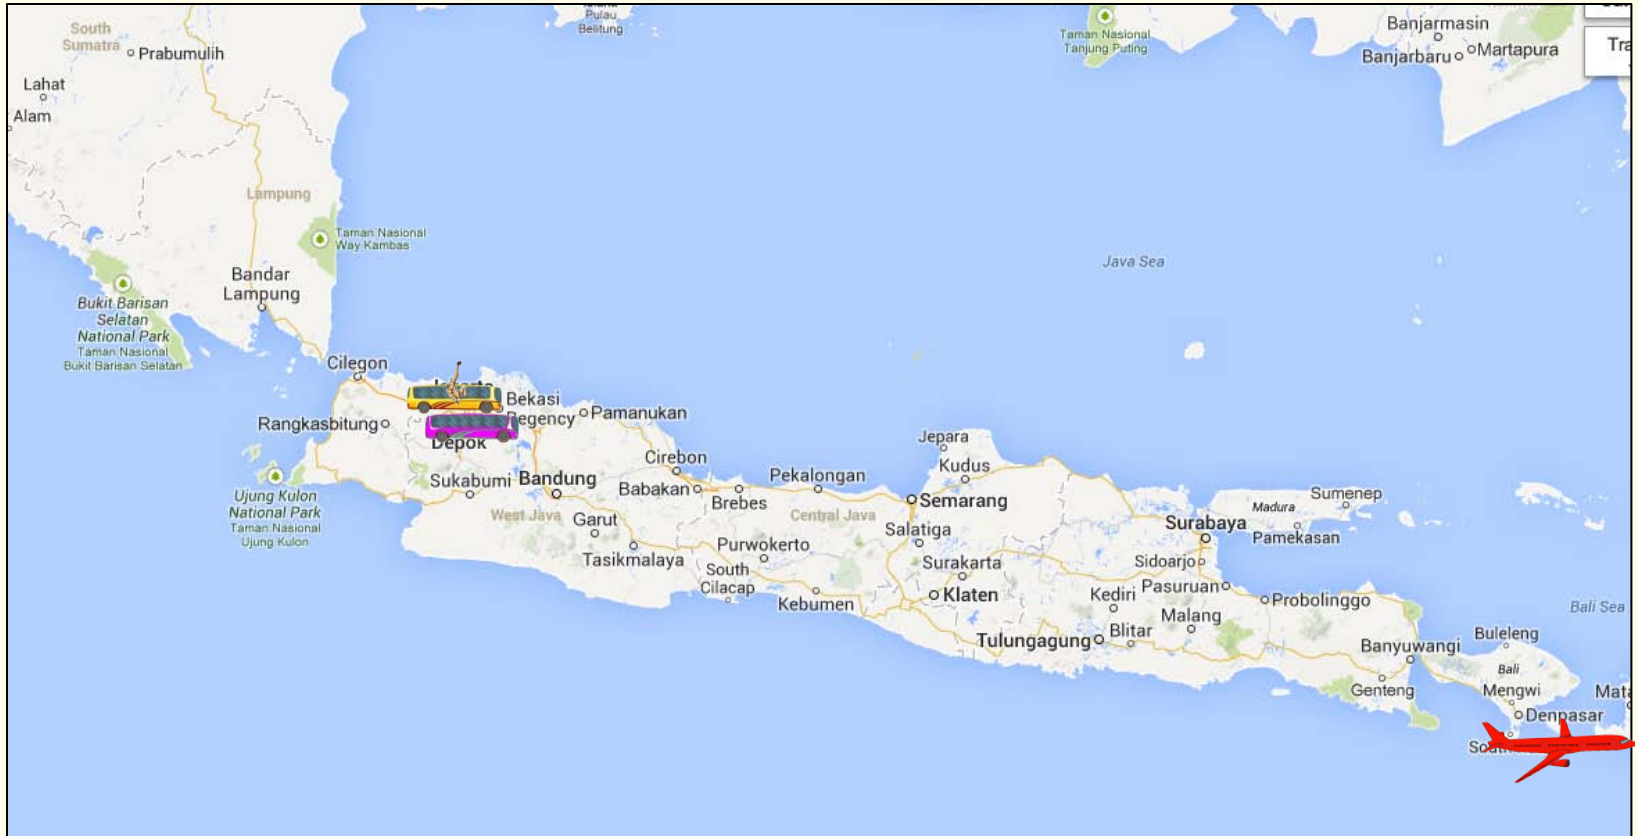 South
Sumatra
Prabumulih
Lahat
Alam
Pulau
Belitung
Taman Nasional
Tanjung Puting
Banjarmasin
Banjarbaru
Martapura
Lampung
Taman Nasional
Way Kambas
Java Sea
Bandar
Lampung
Bukit Barisan
Selatan
National Park
Taman Nasional
Bukit Barisan Selatan
Cilegon
Rangkasbitung
Bekasi
Regency
Depok
Pamanukan
Jepara
Kudus
Cirebon
Sukabumi
Bandung
Babakan
Brebes
Pekalongan
Semarang
Ujung Kulon
National Park
Taman Nasional
Ujung Kulon
West Java
Garut
Central Java
Salatiga
Surabaya
Madura
Sumenep
Pamekasan
Tasikmalaya
Purwokerto
Surakarta
Sidoarjo
South
Cilacap
Kebumen
Klaten
Kediri
Pasuruan
Probolinggo
Bali Sea
Malang
Tulungagung
Blitar
Banyuwangi
Buleleng
Bali
Genteng
Mengwi
Denpasar